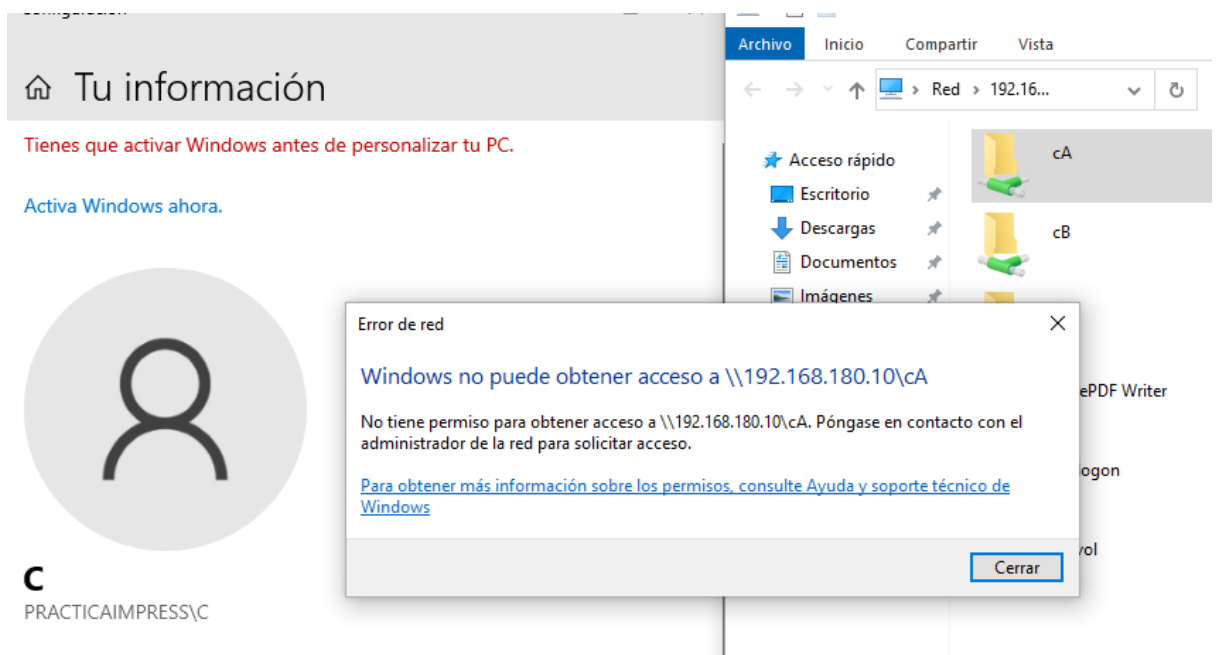 Tu información
Tienes que activar Windows antes de personalizar tu PC.
Activa Windows ahora.
C
PRACTICAIMPRESS\C
Archivo Inicio Compartir Vista
Red 192.16...
Acceso rápido
Escritorio
Descargas
Documentos
Imágenes
cA
cB
ePDF Writer
ogon
vol
Error de red
Windows no puede obtener acceso a \\192.168.180.10\cA
No tiene permiso para obtener acceso a \\192.168.180.10\cA. Póngase en contacto con el
administrador de la red para solicitar acceso.
Para obtener más información sobre los permisos, consulte Ayuda y soporte técnico de
Windows
Cerrar